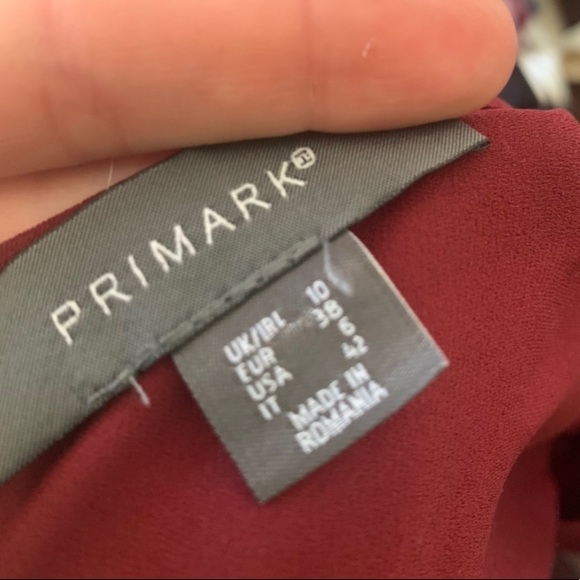 PRIMARK®
UK/IRL 10
EUR 38
USA 6
IT 42
MADE IN
ROMANIA